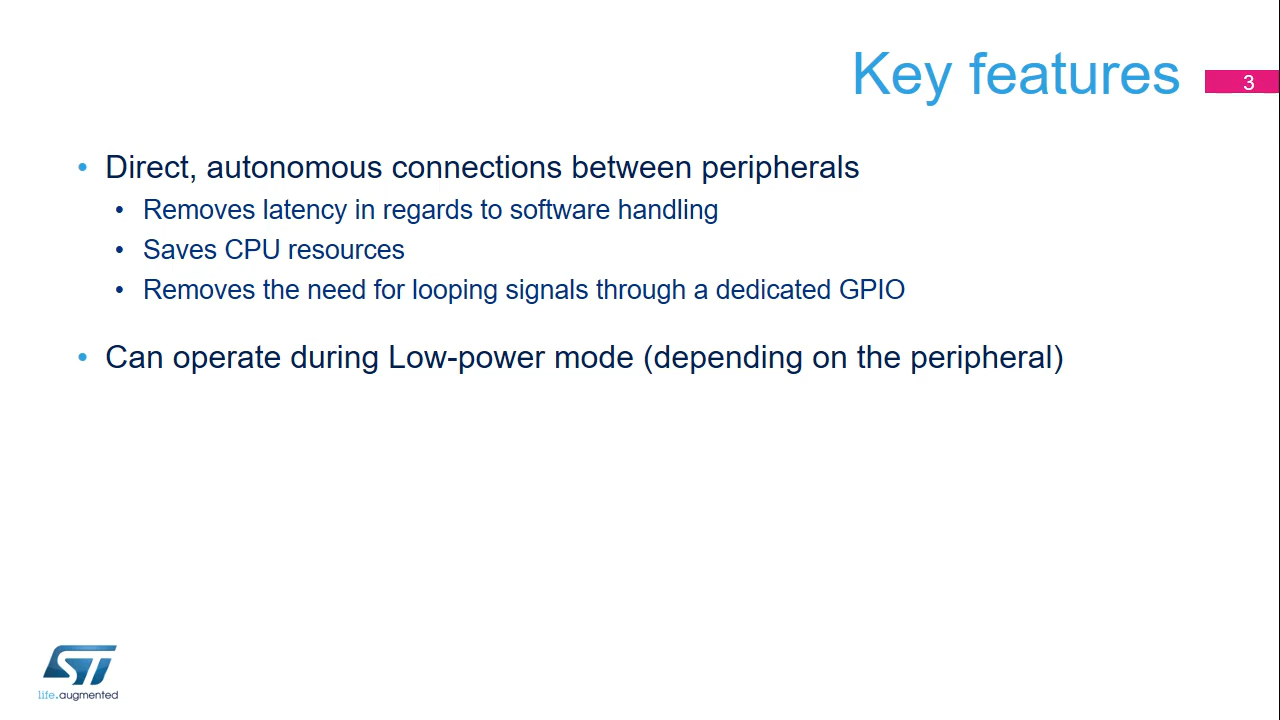 Key features
3
• Direct, autonomous connections between peripherals
• Removes latency in regards to software handling
• Saves CPU resources
• Removes the need for looping signals through a dedicated GPIO
• Can operate during Low-power mode (depending on the peripheral)
ST
life.augmented